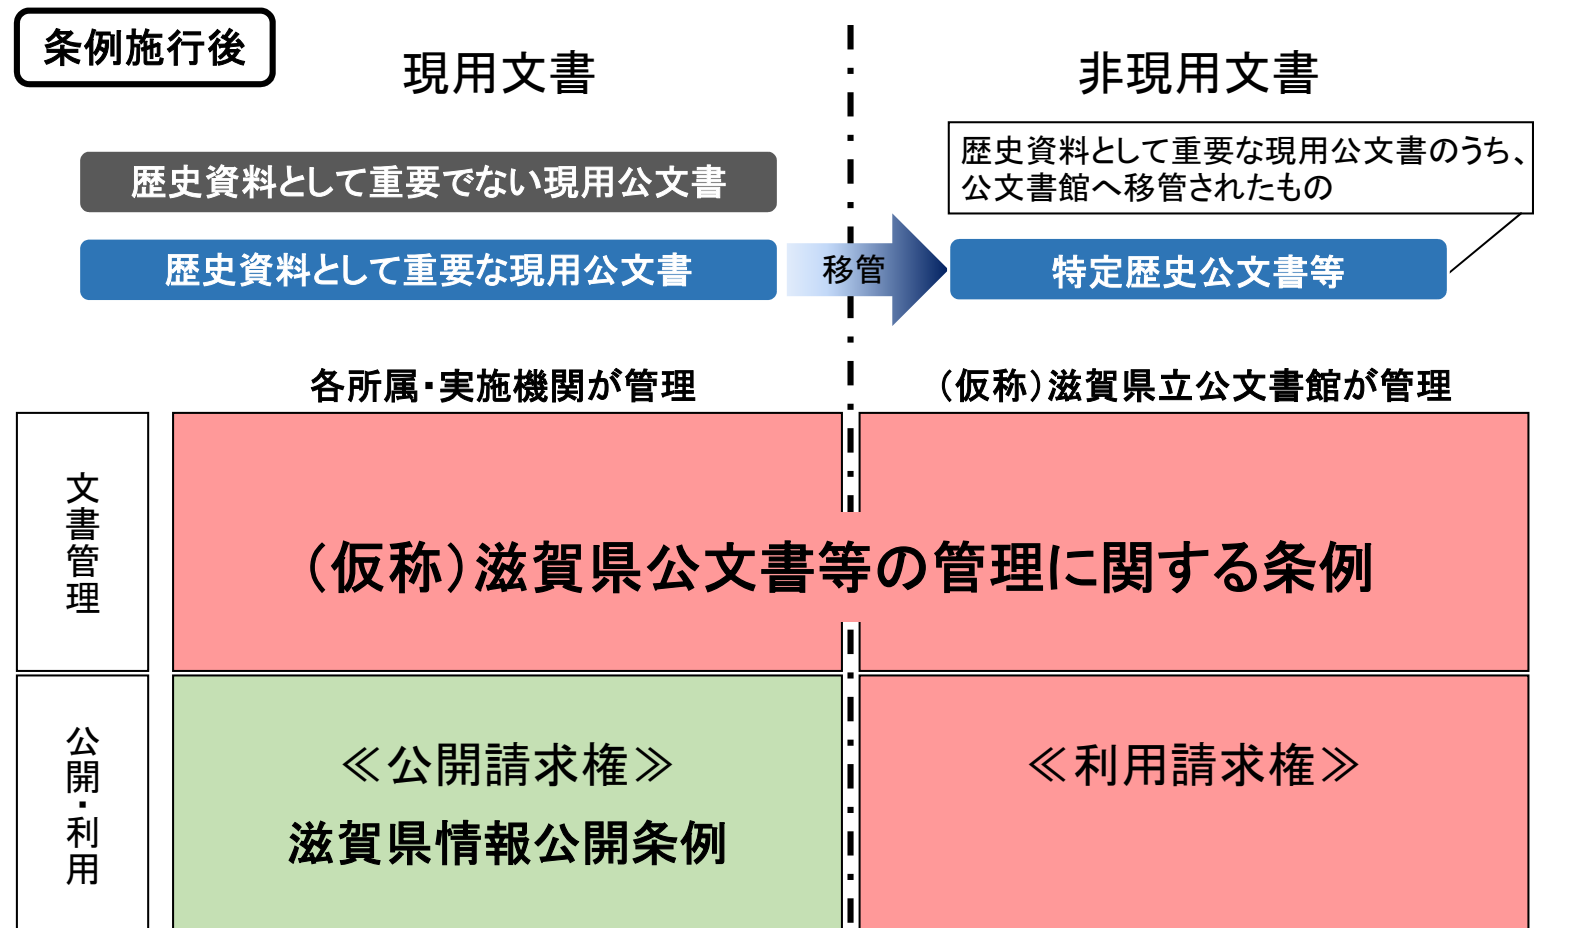 条例施行後
現用文書
非現用文書
歴史資料として重要でない現用公文書
歴史資料として重要な現用公文書のうち、
公文書館へ移管されたもの
歴史資料として重要な現用公文書
移管
特定歴史公文書等
各所属・実施機関が管理
（仮称）滋賀県立公文書館が管理
文書管理
（仮称）滋賀県公文書等の管理に関する条例
公開・利用
≪公開請求権≫
滋賀県情報公開条例
≪利用請求権≫